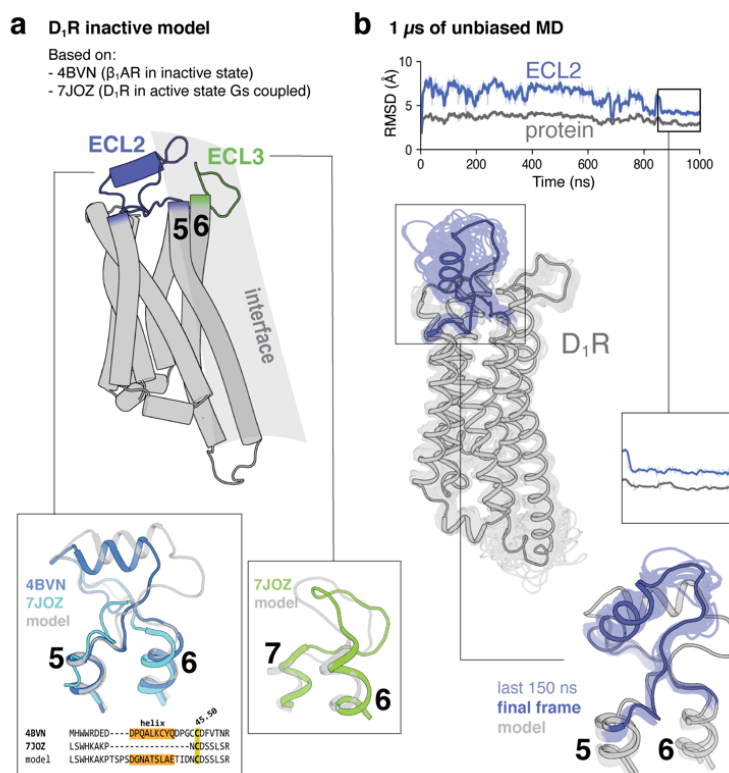 a D₁R inactive model
Based on:
- 4BVN (β₁AR in inactive state)
- 7JOZ (D₁R in active state Gs coupled)
ECL2
ECL3
5 6
interface
4BVN
7JOZ
model
5
6
helix
45.50
4BVN MHWWRDED----DPQALKCYQDPGCCDFVTNR
7JOZ LSWHKAKP---------------NCDSSLSR
model LSWHKAKPTSPSDGNATSLAETIDNCDSSLSR
7JOZ
model
7
6
b 1 µs of unbiased MD
RMSD (Å)
10
5
0
ECL2
protein
0 200 400 600 800 1000
Time (ns)
D₁R
last 150 ns
final frame
model
5 6